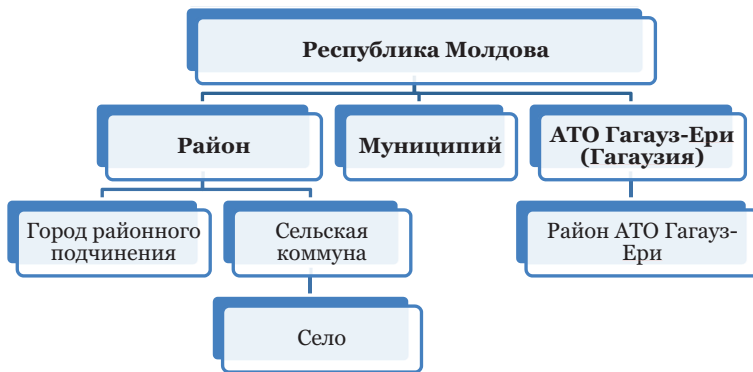 Республика Молдова
Район
Муниципий
АТО Гагауз-Ери
(Гагаузия)
Город районного
подчинения
Сельская
коммуна
Район АТО Гагауз-
Ери
Село